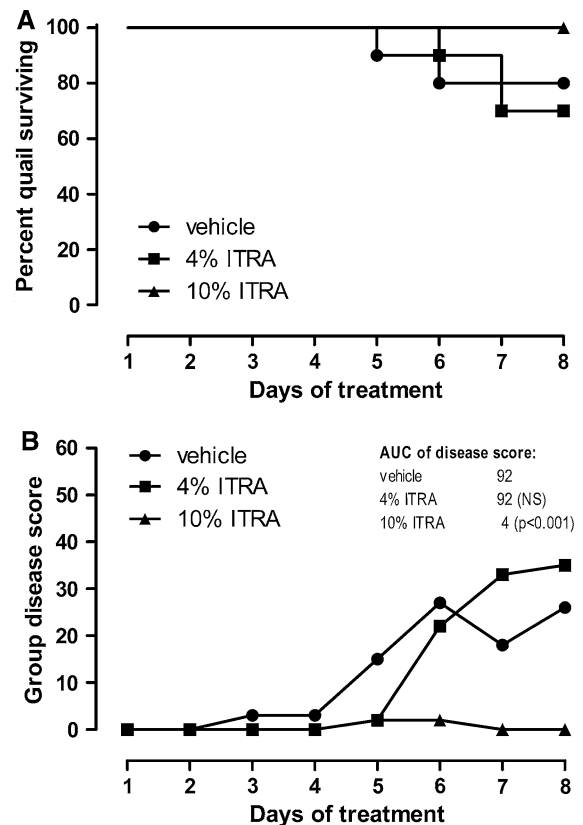 A
Percent quail surviving
100
80
60
40
20
0
vehicle
4% ITRA
10% ITRA
1 2 3 4 5 6 7 8
Days of treatment
B
Group disease score
60
50
40
30
20
10
0
vehicle
4% ITRA
10% ITRA
AUC of disease score:
vehicle 92
4% ITRA 92 (NS)
10% ITRA 4 (p<0.001)
1 2 3 4 5 6 7 8
Days of treatment